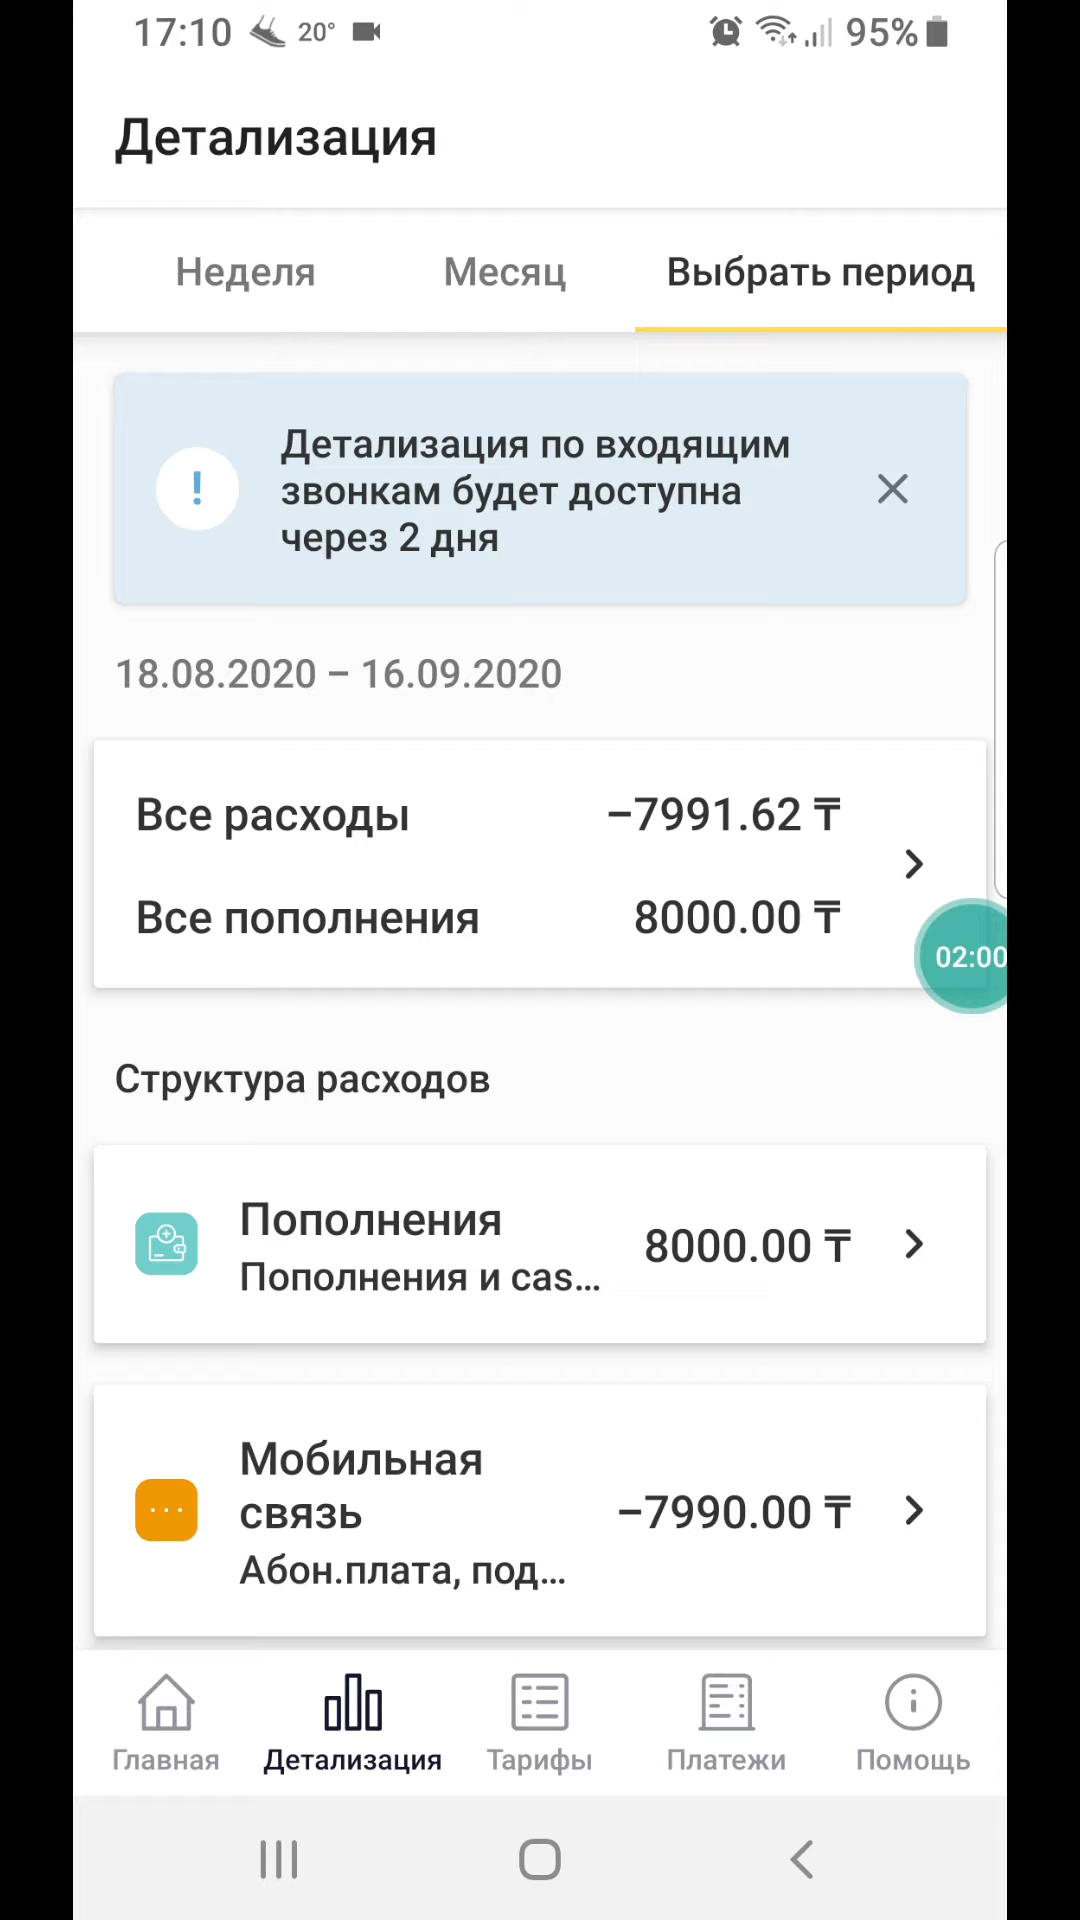 17:10 20° 95%
Детализация
Неделя Месяц Выбрать период
Детализация по входящим
звонкам будет доступна
через 2 дня
18.08.2020 – 16.09.2020
Все расходы –7991.62 ₸
Все пополнения 8000.00 ₸
02:00
Структура расходов
Пополнения
Пополнения и cas...
8000.00 ₸
Мобильная
связь
Абон.плата, под...
–7990.00 ₸
Главная Детализация Тарифы Платежи Помощь